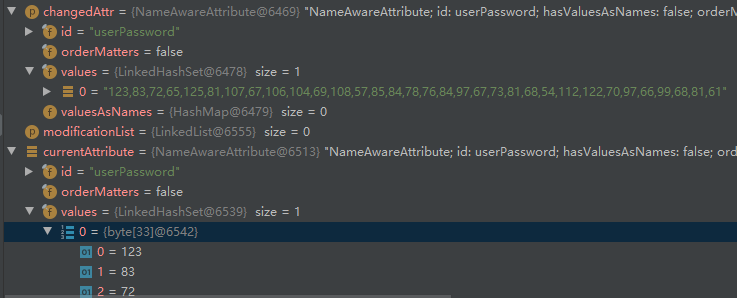 changedAttr = {NameAwareAttribute@6469} "NameAwareAttribute; id: userPassword; hasValuesAsNames: false; orderM
id = "userPassword"
orderMatters = false
values = {LinkedHashSet@6478} size = 1
0 = "123,83,72,65,125,81,107,67,106,104,69,108,57,85,84,78,76,84,97,67,73,81,68,54,112,122,70,97,66,99,68,81,61"
valuesAsNames = {HashMap@6479} size = 0
modificationList = {LinkedList@6555} size = 0
currentAttribute = {NameAwareAttribute@6513} "NameAwareAttribute; id: userPassword; hasValuesAsNames: false; ord
id = "userPassword"
orderMatters = false
values = {LinkedHashSet@6539} size = 1
0 = {byte[33]@6542}
0 = 123
1 = 83
2 = 72